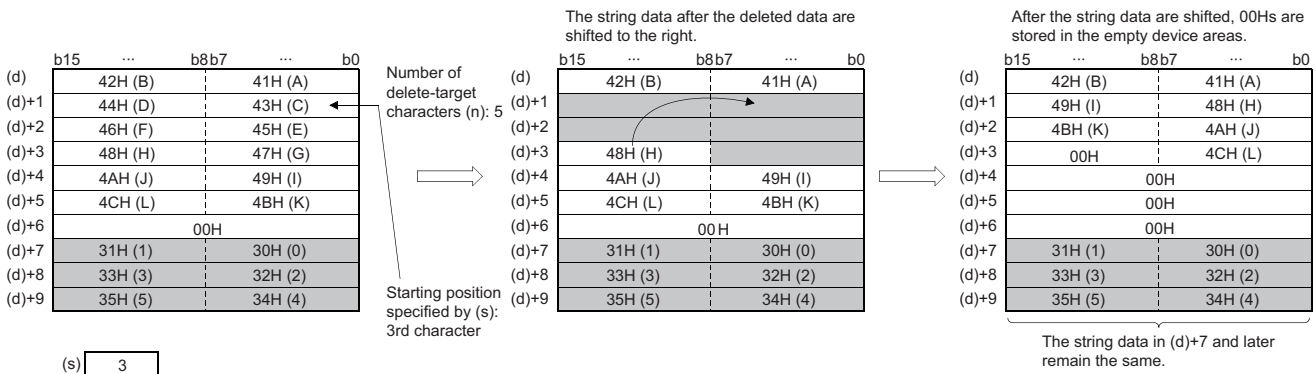 The string data after the deleted data are
shifted to the right.
After the string data are shifted, 00Hs are
stored in the empty device areas.
b15 ··· b8b7 ··· b0
(d) 42H (B) 41H (A)
(d)+1 44H (D) 43H (C)
(d)+2 46H (F) 45H (E)
(d)+3 48H (H) 47H (G)
(d)+4 4AH (J) 49H (I)
(d)+5 4CH (L) 4BH (K)
(d)+6 00H
(d)+7 31H (1) 30H (0)
(d)+8 33H (3) 32H (2)
(d)+9 35H (5) 34H (4)
(s) 3
Number of
delete-target
characters (n): 5
Starting position
specified by (s):
3rd character
b15 ··· b8b7 ··· b0
(d) 42H (B) 41H (A)
(d)+1
(d)+2
(d)+3 48H (H)
(d)+4 4AH (J) 49H (I)
(d)+5 4CH (L) 4BH (K)
(d)+6 00H
(d)+7 31H (1) 30H (0)
(d)+8 33H (3) 32H (2)
(d)+9 35H (5) 34H (4)
b15 ··· b8b7 ··· b0
(d) 42H (B) 41H (A)
(d)+1 49H (I) 48H (H)
(d)+2 4BH (K) 4AH (J)
(d)+3 00H 4CH (L)
(d)+4 00H
(d)+5 00H
(d)+6 00H
(d)+7 31H (1) 30H (0)
(d)+8 33H (3) 32H (2)
(d)+9 35H (5) 34H (4)
The string data in (d)+7 and later
remain the same.